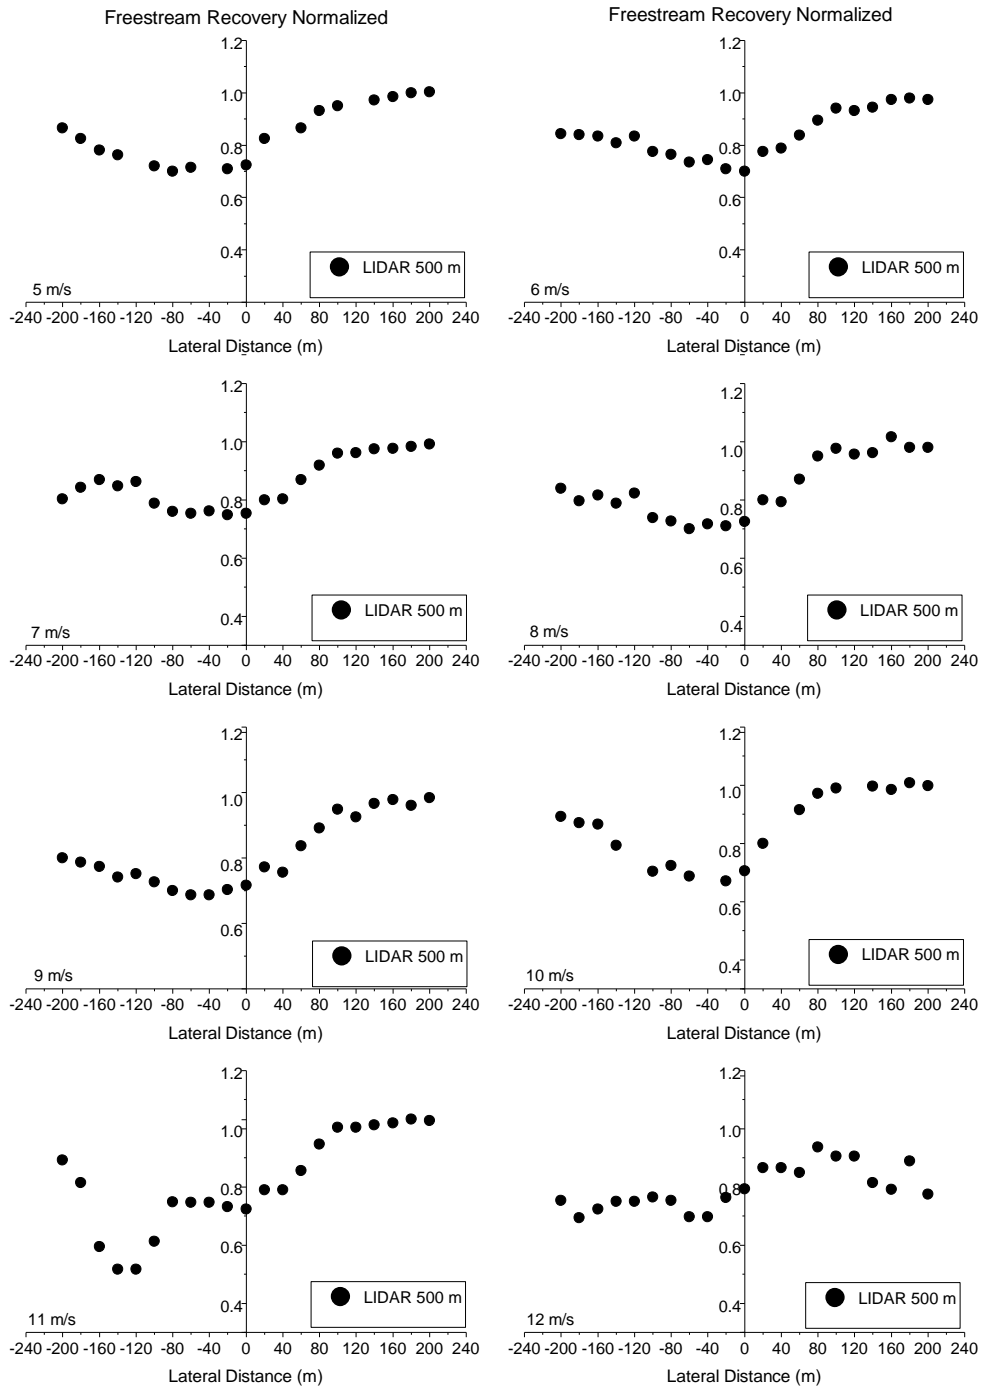 Freestream Recovery Normalized
1.2
1.0
0.8
0.6
0.4
LIDAR 500 m
5 m/s
-240 -200 -160 -120 -80 -40 0 40 80 120 160 200 240
Lateral Distance (m)
Freestream Recovery Normalized
1.2
1.0
0.8
0.6
0.4
LIDAR 500 m
6 m/s
-240 -200 -160 -120 -80 -40 0 40 80 120 160 200 240
Lateral Distance (m)
1.2
1.0
0.8
0.6
0.4
LIDAR 500 m
7 m/s
-240 -200 -160 -120 -80 -40 0 40 80 120 160 200 240
Lateral Distance (m)
1.2
1.0
0.8
0.6
0.4
LIDAR 500 m
8 m/s
-240 -200 -160 -120 -80 -40 0 40 80 120 160 200 240
Lateral Distance (m)
1.2
1.0
0.8
0.6
LIDAR 500 m
9 m/s
-240 -200 -160 -120 -80 -40 0 40 80 120 160 200 240
Lateral Distance (m)
1.2
1.0
0.8
0.6
0.4
LIDAR 500 m
10 m/s
-240 -200 -160 -120 -80 -40 0 40 80 120 160 200 240
Lateral Distance (m)
1.2
1.0
0.8
0.6
0.4
LIDAR 500 m
11 m/s
-240 -200 -160 -120 -80 -40 0 40 80 120 160 200 240
Lateral Distance (m)
1.2
1.0
0.8
0.6
0.4
LIDAR 500 m
12 m/s
-240 -200 -160 -120 -80 -40 0 40 80 120 160 200 240
Lateral Distance (m)